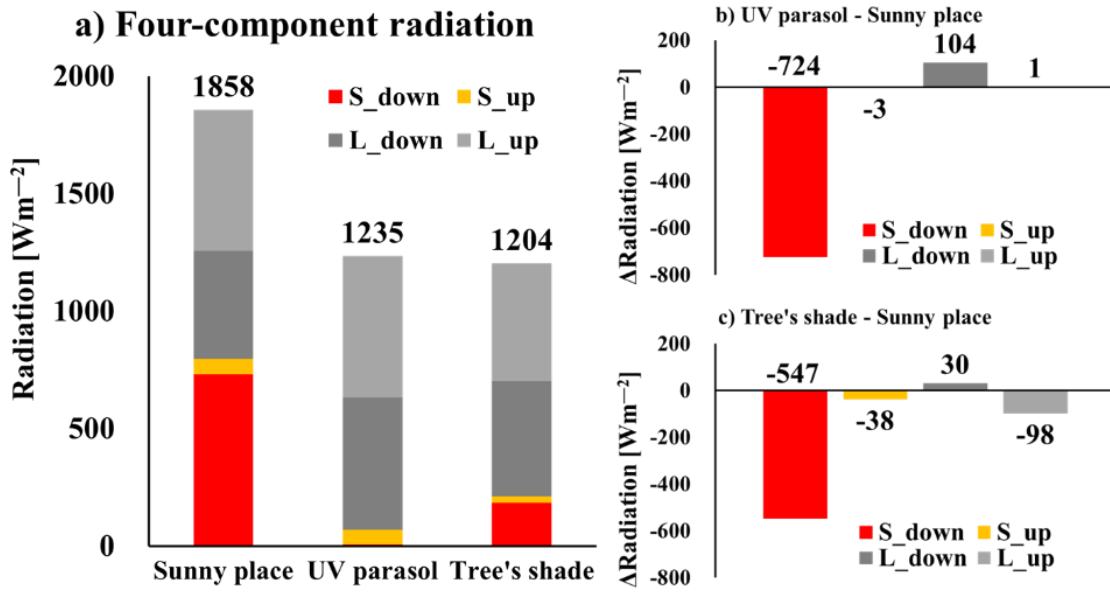 a) Four-component radiation
2000
1500
1000
500
0
Radiation [Wm⁻²]
1858
1235
1204
S_down
S_up
L_down
L_up
Sunny place
UV parasol
Tree's shade
b) UV parasol - Sunny place
200
0
-200
-400
-600
-800
ΔRadiation [Wm⁻²]
-724
-3
104
1
S_down
S_up
L_down
L_up
c) Tree's shade - Sunny place
200
0
-200
-400
-600
-800
ΔRadiation [Wm⁻²]
-547
-38
30
-98
S_down
S_up
L_down
L_up